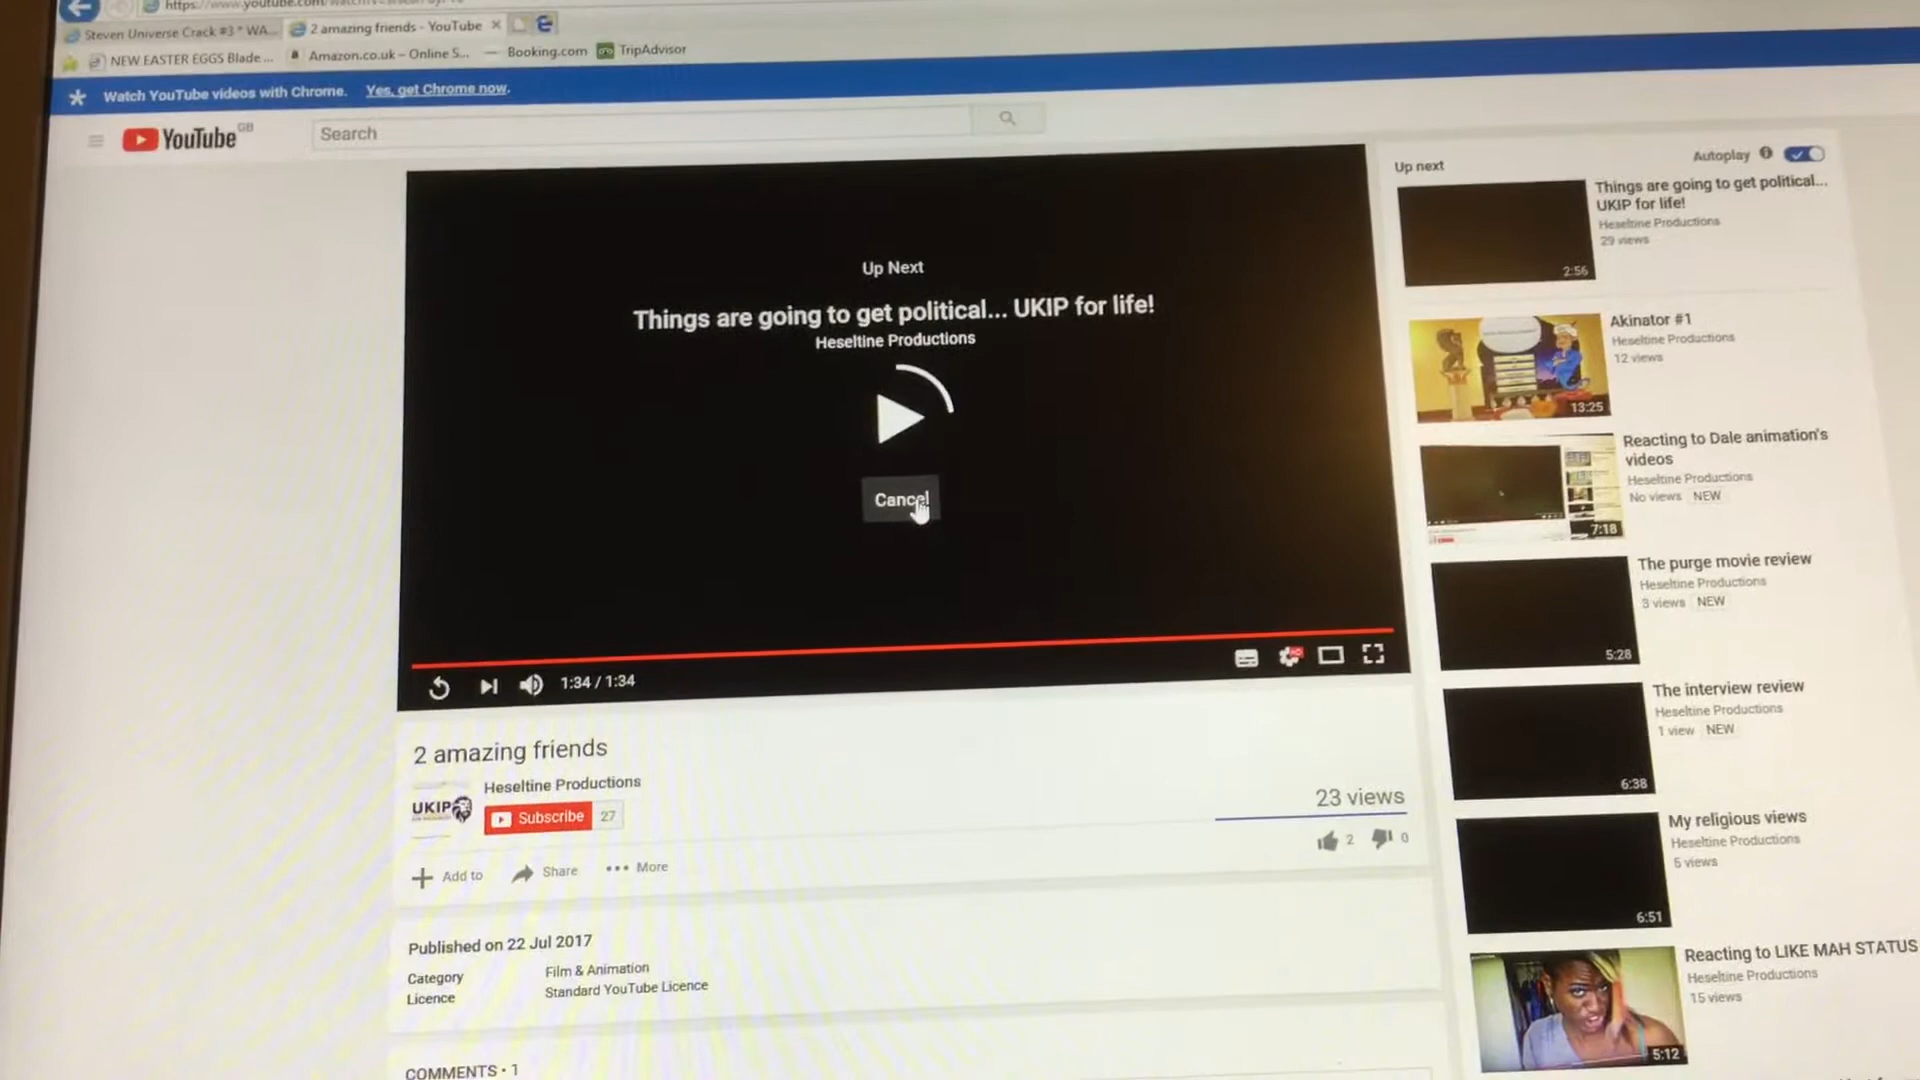 Steven Universe Crack #3 * WA...
2 amazing friends - YouTube
NEW EASTER EGGS Blade ...
Amazon.co.uk – Online S...
Booking.com
TripAdvisor
Watch YouTube videos with Chrome. Yes, get Chrome now.
YouTube GB
Search
Up Next
Things are going to get political... UKIP for life!
Heseltine Productions
Cancel
1:34 / 1:34
2 amazing friends
Heseltine Productions
UKIP
Subscribe 27
23 views
2 0
Add to Share More
Published on 22 Jul 2017
Category Film & Animation
Licence Standard YouTube Licence
COMMENTS • 1
Up next
Autoplay
Things are going to get political...
UKIP for life!
Heseltine Productions
29 views
2:56
Akinator #1
Heseltine Productions
12 views
13:25
Reacting to Dale animation's
videos
Heseltine Productions
No views NEW
7:18
The purge movie review
Heseltine Productions
3 views NEW
5:28
The interview review
Heseltine Productions
1 view NEW
6:38
My religious views
Heseltine Productions
5 views
6:51
Reacting to LIKE MAH STATUS
Heseltine Productions
15 views
5:12